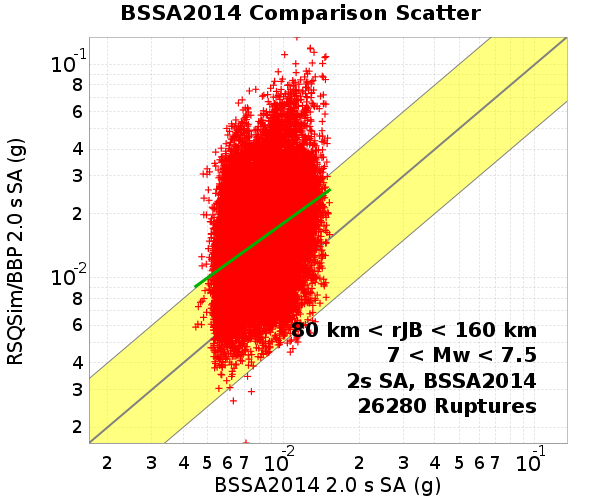 BSSA2014 Comparison Scatter
RSQSim/BBP 2.0 s SA (g)
10-1
8
6
4
3
2
10-2
8
6
4
3
2
80 km < rJB < 160 km
7 < Mw < 7.5
2s SA, BSSA2014
26280 Ruptures
2 3 4 5 6 7 10-2 2 3 4 5 6 7 10-1
BSSA2014 2.0 s SA (g)